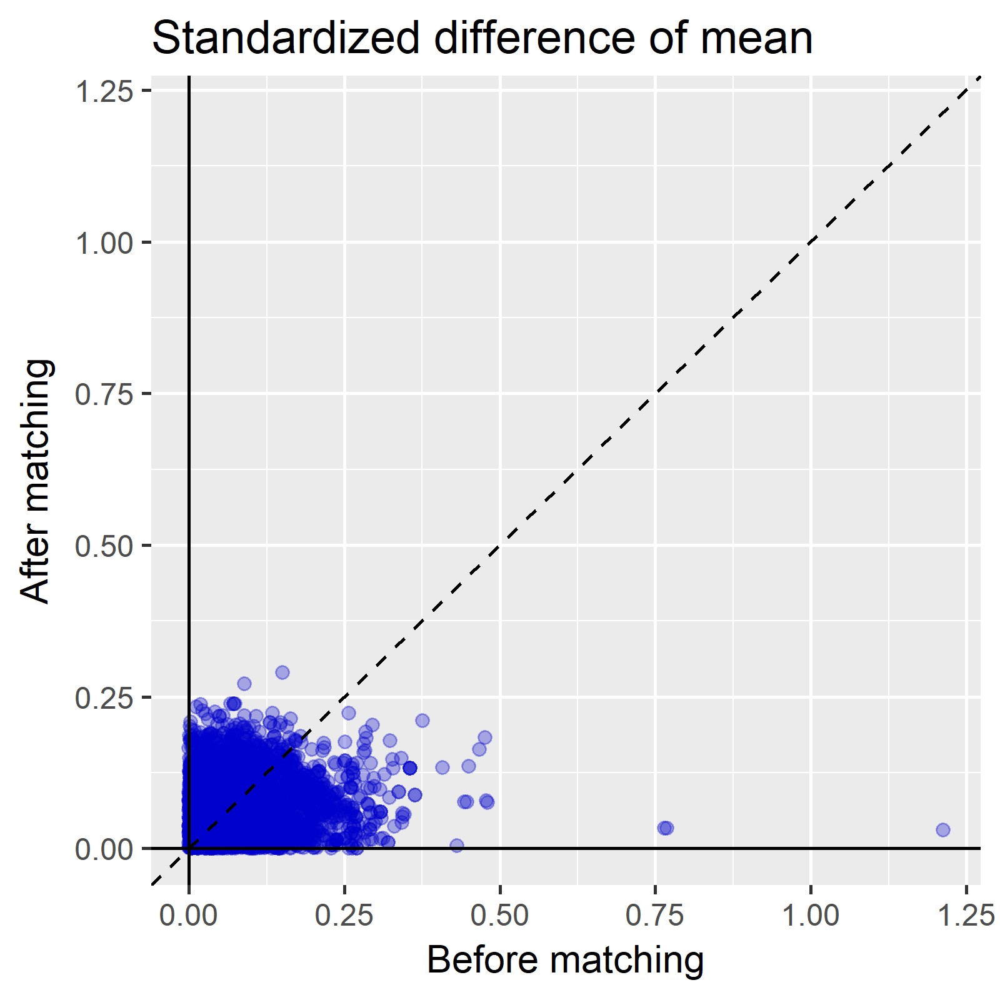 Standardized difference of mean
1.25
1.00
0.75
0.50
0.25
0.00
After matching
0.00 0.25 0.50 0.75 1.00 1.25
Before matching